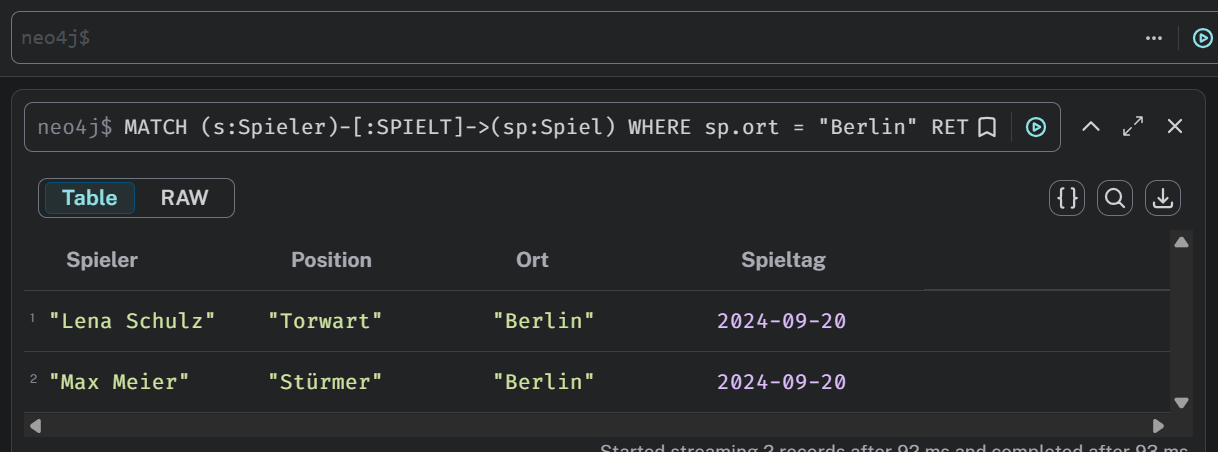 neo4j$
neo4j$ MATCH (s:Spieler)-[:SPIELT]->(sp:Spiel) WHERE sp.ort = "Berlin" RET
Table RAW
Spieler Position Ort Spieltag
1 "Lena Schulz" "Torwart" "Berlin" 2024-09-20
2 "Max Meier" "Stürmer" "Berlin" 2024-09-20
Started streaming 2 records after 92 ms and completed after 93 ms.